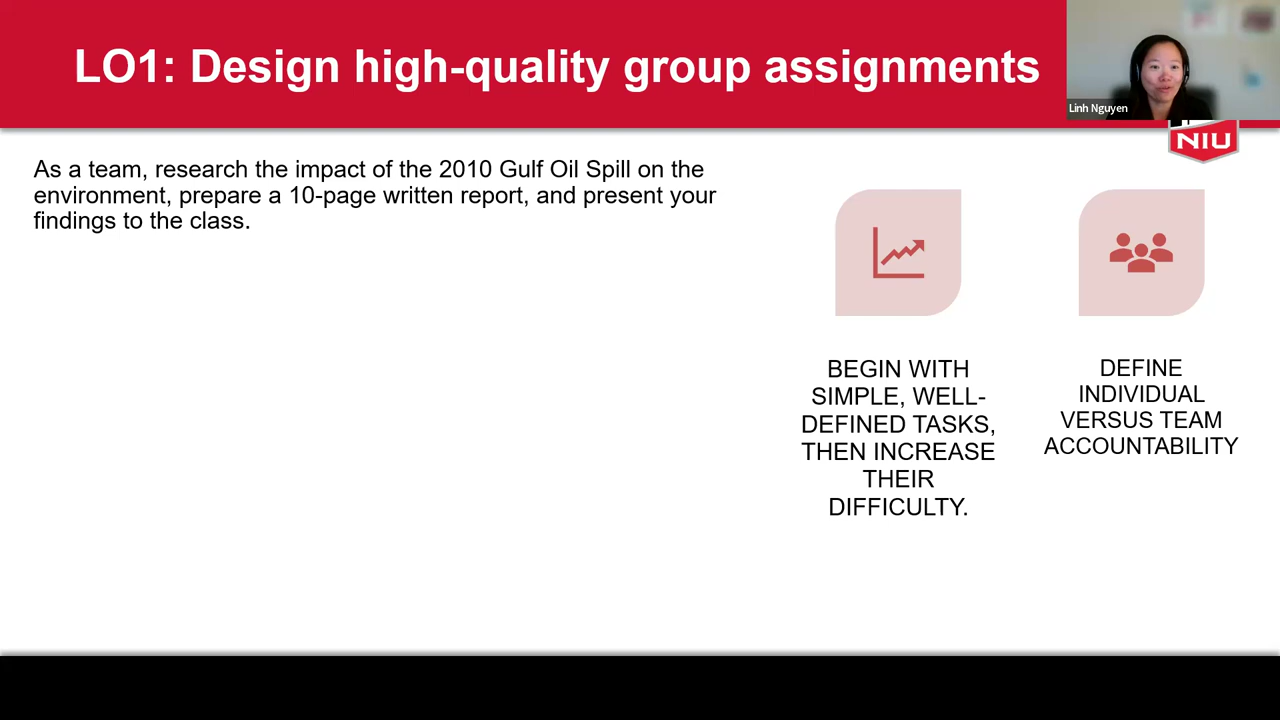 LO1: Design high-quality group assignments
Linh Nguyen
NIU
As a team, research the impact of the 2010 Gulf Oil Spill on the
environment, prepare a 10-page written report, and present your
findings to the class.
BEGIN WITH
SIMPLE, WELL-
DEFINED TASKS,
THEN INCREASE
THEIR
DIFFICULTY.
DEFINE
INDIVIDUAL
VERSUS TEAM
ACCOUNTABILITY